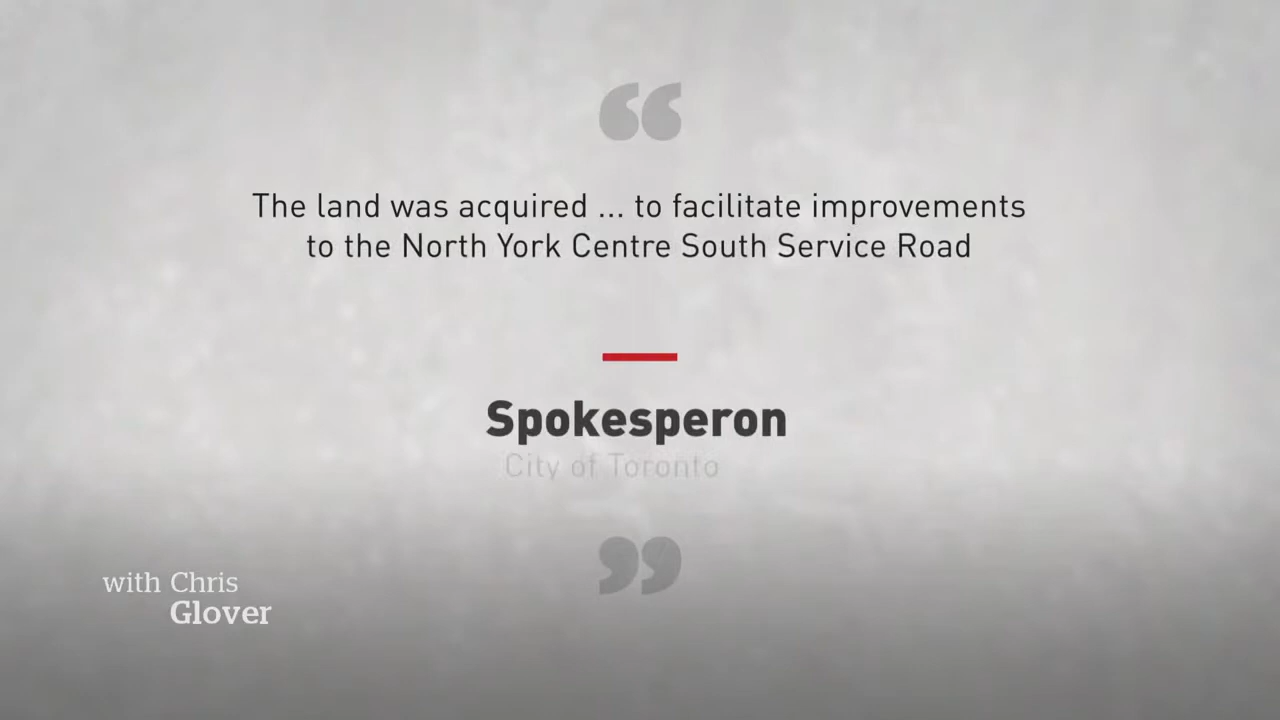 “
The land was acquired ... to facilitate improvements
to the North York Centre South Service Road
Spokesperon
City of Toronto
”
with Chris
Glover